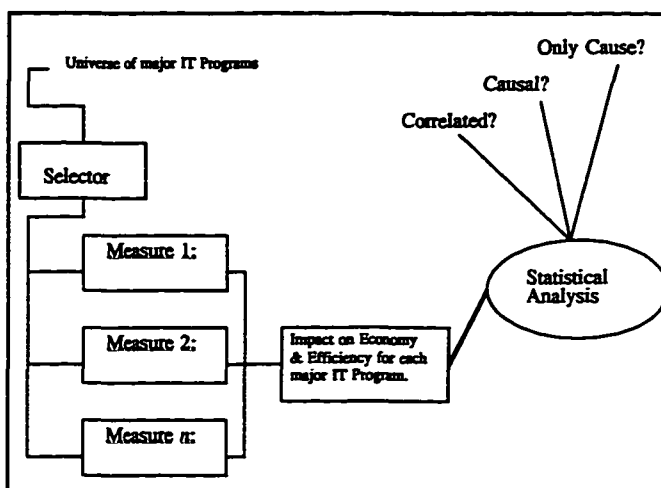 Universe of major IT Programs
Only Cause?
Causal?
Correlated?
Selector
Measure 1:
Measure 2:
Measure n:
Impact on Economy
& Efficiency for each
major IT Program.
Statistical
Analysis